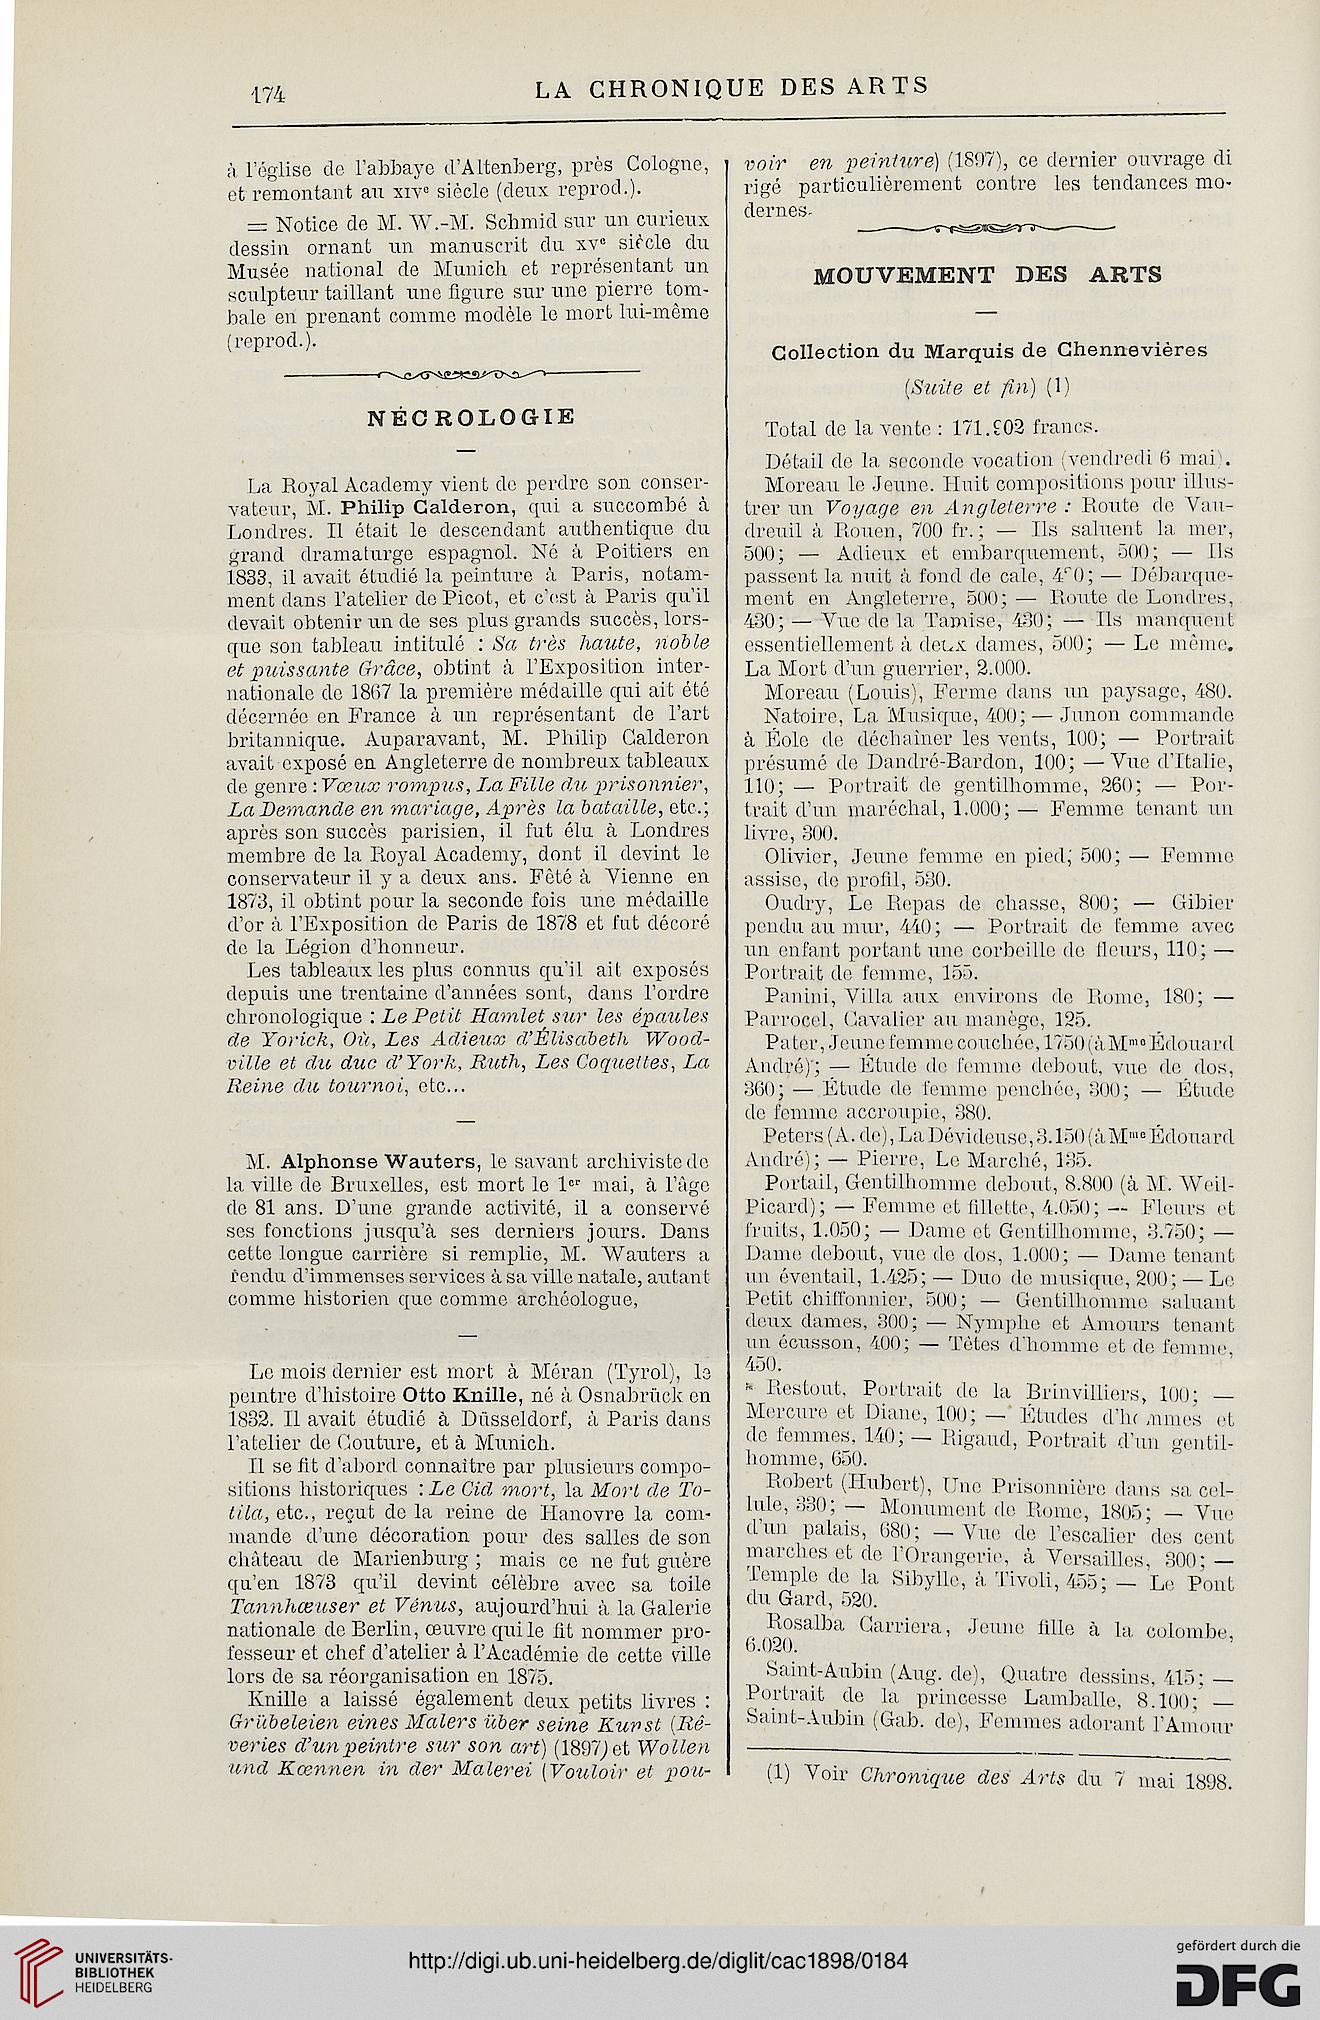 174
LA CHRONIQUE DES ARTS
à l'église de l'abbaye d'Altenberg, près Cologne,
et remontant au XIVe siècle (deux reprod.).
= Notice de M. W.-M. Schmid sur un curieux
dessin ornant un manuscrit du XVe siècle du
Musée national de Munich et représentant un
sculpteur taillant une figure sur une pierre tom-
bale en prenant comme modèle le mort lui-même
(reprod.).
NÉCROLOGIE
La Royal Academy vient de perdre son conser-
vateur, M. Philip Calderon, qui a succombé à
Londres. Il était le descendant authentique du
grand dramaturge espagnol. Né à Poitiers en
1833, il avait étudié la peinture à Paris, notam-
ment dans l'atelier de Picot, et c'est à Paris qu'il
devait obtenir un de ses plus grands succès, lors-
que son tableau intitulé : Sa très haute, noble
et puissante Grâce, obtint à l'Exposition inter-
nationale de 1867 la première médaille qui ait été
décernée en France à un représentant de l'art
britannique. Auparavant, M. Philip Calderon
avait exposé en Angleterre de nombreux tableaux
de genre : Vœux rompus, La Fille du prisonnier,
La Demande en mariage, Après la bataille, etc.;
après son succès parisien, il fut élu à Londres
membre de la Royal Academy, dont il devint le
conservateur il y a deux ans. Fêté à Vienne en
1873, il obtint pour la seconde fois une médaille
d'or à l'Exposition de Paris de 1878 et fut décoré
de la Légion d'honneur.
Les tableaux les plus connus qu'il ait exposés
depuis une trentaine d'années sont, dans l'ordre
chronologique : Le Petit Hamlet sur les épaules
de Yorick, Où, Les Adieux d'Élisabeth Wood-
ville et du duc d'York, Ruth, Les Coquettes, La
Reine du tournoi, etc...
M. Alphonse Wauters, le savant archiviste de
la ville de Bruxelles, est mort le 1er mai, à l'âge
de 81 ans. D'une grande activité, il a conservé
ses fonctions jusqu'à ses derniers jours. Dans
cette longue carrière si remplie, M. Wauters a
rendu d'immenses services à sa ville natale, autant
comme historien que comme archéologue,
Le mois dernier est mort à Méran (Tyrol), le
peintre d'histoire Otto Knille, né à Osnabrück en
1832. Il avait étudié à Düsseldorf, à Paris dans
l'atelier de Couture, et à Munich.
Il se fit d'abord connaître par plusieurs compo-
sitions historiques : Le Cid mort, la Mort de To-
tila, etc., reçut de la reine de Hanovre la com-
mande d'une décoration pour des salles de son
château de Marienburg ; mais ce ne fut guère
qu'en 1873 qu'il devint célèbre avec sa toile
Tannhœuser et Vénus, aujourd'hui à la Galerie
nationale de Berlin, œuvre qui le fit nommer pro-
fesseur et chef d'atelier à l'Académie de cette ville
lors de sa réorganisation en 1875.
Knille a laissé également deux petits livres :
Grübeleien eines Malers über seine Kunst (Rê-
veries d'un peintre sur son art) (1897) et Wollen
und Kœnnen in der Malerei (Vouloir et pou-
voir en peinture) (1897), ce dernier ouvrage di
rigé particulièrement contre les tendances mo-
dernes.
MOUVEMENT DES ARTS
Collection du Marquis de Chennevières
(Suite et fin) (1)
Total de la vente : francs.
Détail de la seconde vocation (vendredi 6 mai).
Moreau le Jeune. Huit compositions pour illus-
trer un Voyage en Angleterre : Route de Vau-
dreuil à Rouen, 700 fr. ; — Ils saluent la mer,
500; — Adieux et embarquement, 500; — Ils
passent la nuit à fond de cale, — Débarque-
ment en Angleterre, 500; — Route de Londres,
430; — Vue de la Tamise, 430; — Ils manquent
essentiellement à deux dames, 500; — Le même.
La Mort d'un guerrier, 2.000.
Moreau (Louis), Ferme dans un paysage, 480.
Natoire, La Musique, 400; — Junon commande
à Éole de déchaîner les vents, 100; — Portrait
présumé de Dandré-Bardon, 100; — Vue d'Italie,
110; — Portrait de gentilhomme, 260; — Por-
trait d'un maréchal, 1.000; — Femme tenant un
livre, 300.
Olivier, Jeune femme en pied, 500; — Femme
assise, de profil, 530.
Oudry, Le Repas de chasse, 800; — Gibier
pendu au mur, 440; — Portrait de femme avec
un enfant portant une corbeille de fleurs, 110; —
Portrait de femme, 155.
Panini, Villa aux environs de Rome, 180; —
Parrocel, Cavalier au manège, 125.
Pater, Jeune femme couchée, 1750 (à Mme Édouard
André); — Étude de femme debout, vue de dos,
360; — Étude de femme penchée, 300; — Étude
de femme accroupie, 380.
Peters (A. de), La Dévideuse, 3.150 (à Mme Édouard
André); — Pierre, Le Marché, 135.
Portail, Gentilhomme debout, 8.800 (à M. Weil-
Picard); — Femme et fillette, 4.050; — Fleurs et
fruits, 1.050; — Dame et Gentilhomme, 3.750; —
Dame debout, vue de dos, 1.000; — Dame tenant
un éventail, 1.425; — Duo de musique, 200; — Le
Petit chiffonnier, 500; — Gentilhomme saluant
deux dames, 300; — Nymphe et Amours tenant
un écusson, 400; — Têtes d'homme et de femme,
450.
Restout, Portrait de la Brinvilliers, 100; —
Mercure et Diane, 100; — Études d'hommes et
de femmes, 140; — Rigaud, Portrait d'un gentil-
homme, 650.
Robert (Hubert), Une Prisonnière dans sa cel-
lule, 330; — Monument de Rome, 1805; — Vue
d'un palais, 680; — Vue de l'escalier des cent
marches et de l'Orangerie, à Versailles, 300; —
Temple de la Sibylle, à Tivoli, 455; — Le Pont
du Gard, 520.
Rosalba Carriera, Jeune fille à la colombe,
6.020.
Saint-Aubin (Aug. de), Quatre dessins, 415; —
Portrait de la princesse Lamballe, 8.100; —
Saint-Aubin (Gab. de), Femmes adorant l'Amour
(1) Voir Chronique des Arts du 7 mai 1898.
UNIVERSITÄTS-
BIBLIOTHEK
HEIDELBERG
http://digi.ub.uni-heidelberg.de/diglit/cac1898/0184
gefördert durch die
DFG